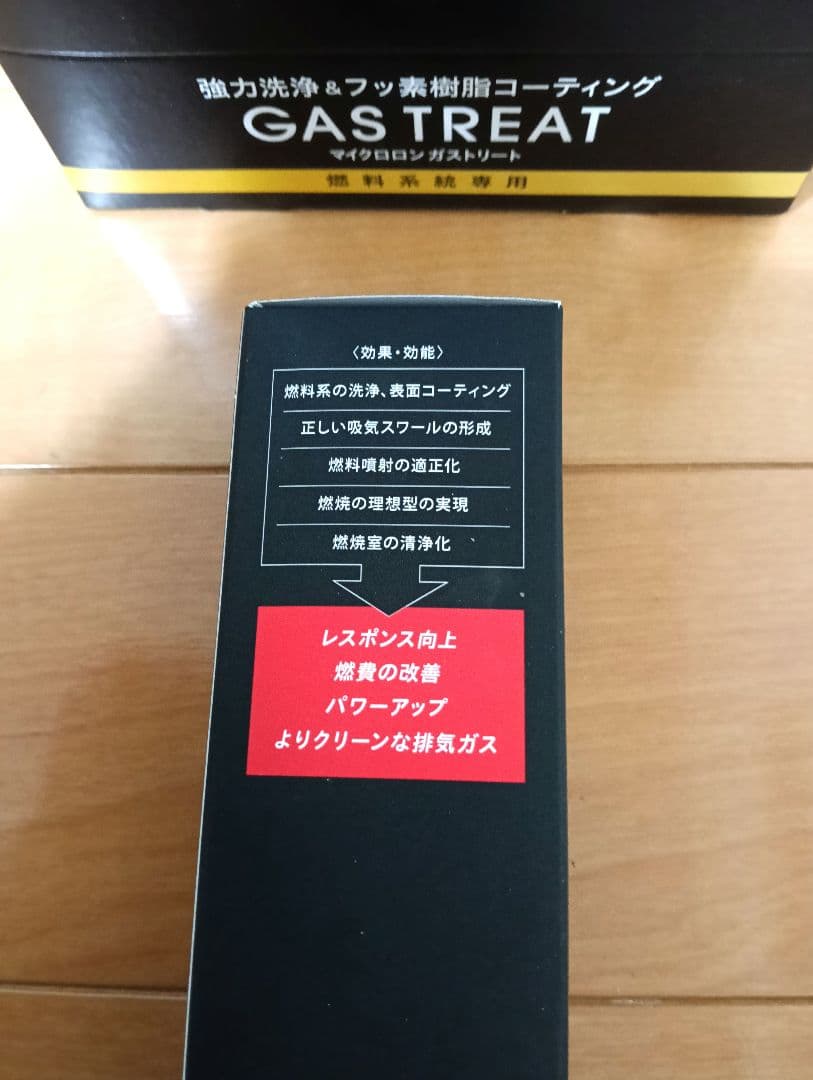 強力洗浄&フッ素樹脂コーティング
GAS TREAT
マイクロロン ガストリート
燃料系統専用
〈効果・効能〉
燃料系の洗浄、表面コーティング
正しい吸気スワールの形成
燃料噴射の適正化
燃焼の理想型の実現
燃焼室の清浄化
レスポンス向上
燃費の改善
パワーアップ
よりクリーンな排気ガス